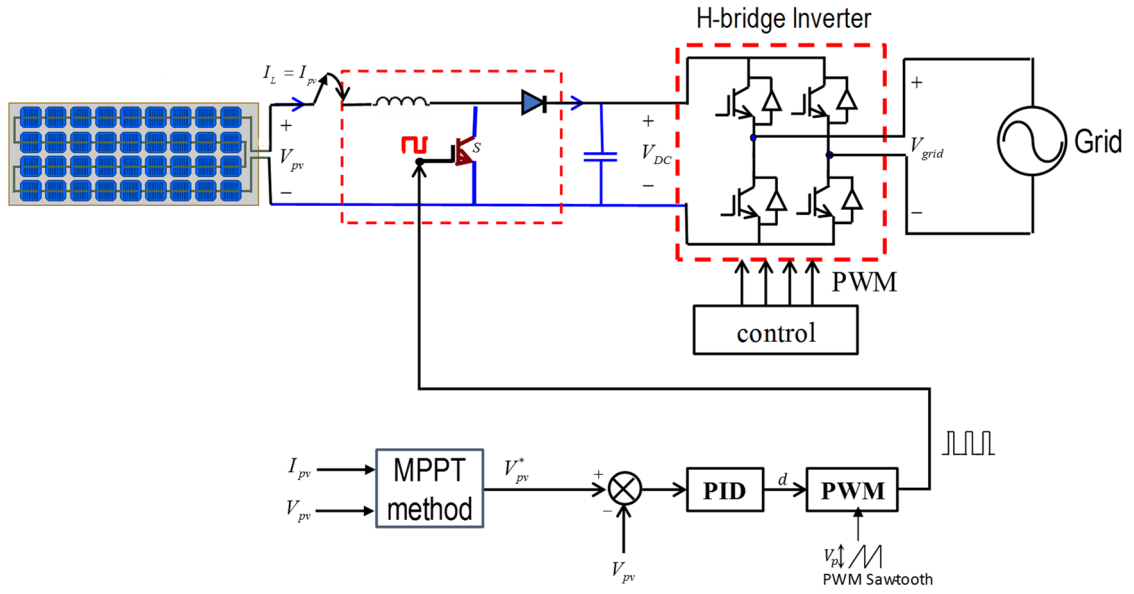 H-bridge Inverter
I_L = I_pv
+
V_pv
−
S
+
V_DC
−
+
V_grid
−
Grid
PWM
control
I_pv
V_pv
MPPT
method
V*_pv
+
−
V_pv
PID
d
PWM
V_p
PWM Sawtooth